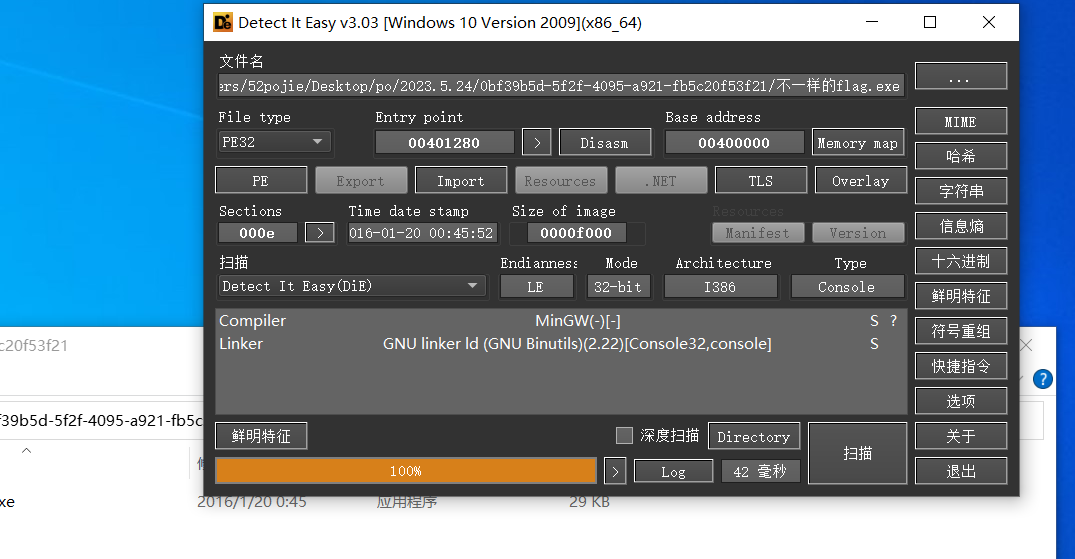 Detect It Easy v3.03 [Windows 10 Version 2009](x86_64)
文件名
ers/52pojie/Desktop/po/2023.5.24/0bf39b5d-5f2f-4095-a921-fb5c20f53f21/不一样的flag.exe
...
File type Entry point Base address
PE32 00401280 > Disasm 00400000 Memory map
MIME
哈希
PE Export Import Resources .NET TLS Overlay
字符串
Sections Time date stamp Size of image Resources
000e > 016-01-20 00:45:52 0000f000 Manifest Version
信息熵
扫描 Endianness Mode Architecture Type
十六进制
Detect It Easy(DiE) LE 32-bit I386 Console
鲜明特征
Compiler MinGW(-)[-] S ?
符号重组
Linker GNU linker ld (GNU Binutils)(2.22)[Console32,console] S
快捷指令
选项
鲜明特征 深度扫描 Directory 扫描
关于
100% > Log 42 毫秒
退出
c20f53f21
?
f39b5d-5f2f-4095-a921-fb5c
xe 2016/1/20 0:45 应用程序 29 KB